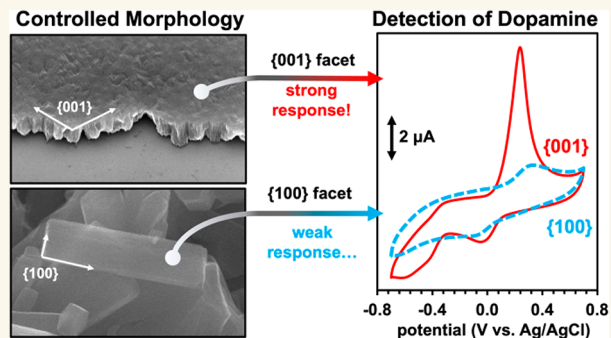 Controlled Morphology
Detection of Dopamine
{001}
{001} facet
strong
response!
{100}
{100} facet
weak
response...
2 μA
{001}
{100}
-0.8 -0.4 0.0 0.4 0.8
potential (V vs. Ag/AgCl)